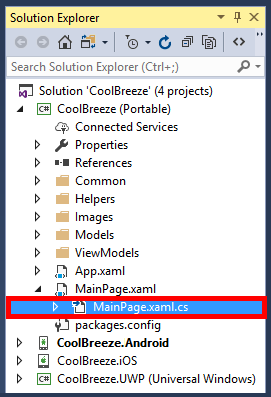 Solution Explorer
Search Solution Explorer (Ctrl+;)
Solution 'CoolBreeze' (4 projects)
C# CoolBreeze (Portable)
Connected Services
Properties
References
Common
Helpers
Images
Models
ViewModels
App.xaml
MainPage.xaml
MainPage.xaml.cs
packages.config
CoolBreeze.Android
CoolBreeze.iOS
C# CoolBreeze.UWP (Universal Windows)